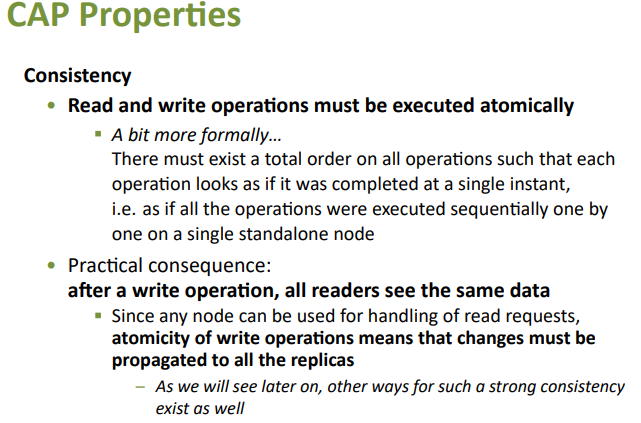 CAP Properties
Consistency
• Read and write operations must be executed atomically
▪ A bit more formally…
There must exist a total order on all operations such that each
operation looks as if it was completed at a single instant,
i.e. as if all the operations were executed sequentially one by
one on a single standalone node
• Practical consequence:
after a write operation, all readers see the same data
▪ Since any node can be used for handling of read requests,
atomicity of write operations means that changes must be
propagated to all the replicas
– As we will see later on, other ways for such a strong consistency
exist as well